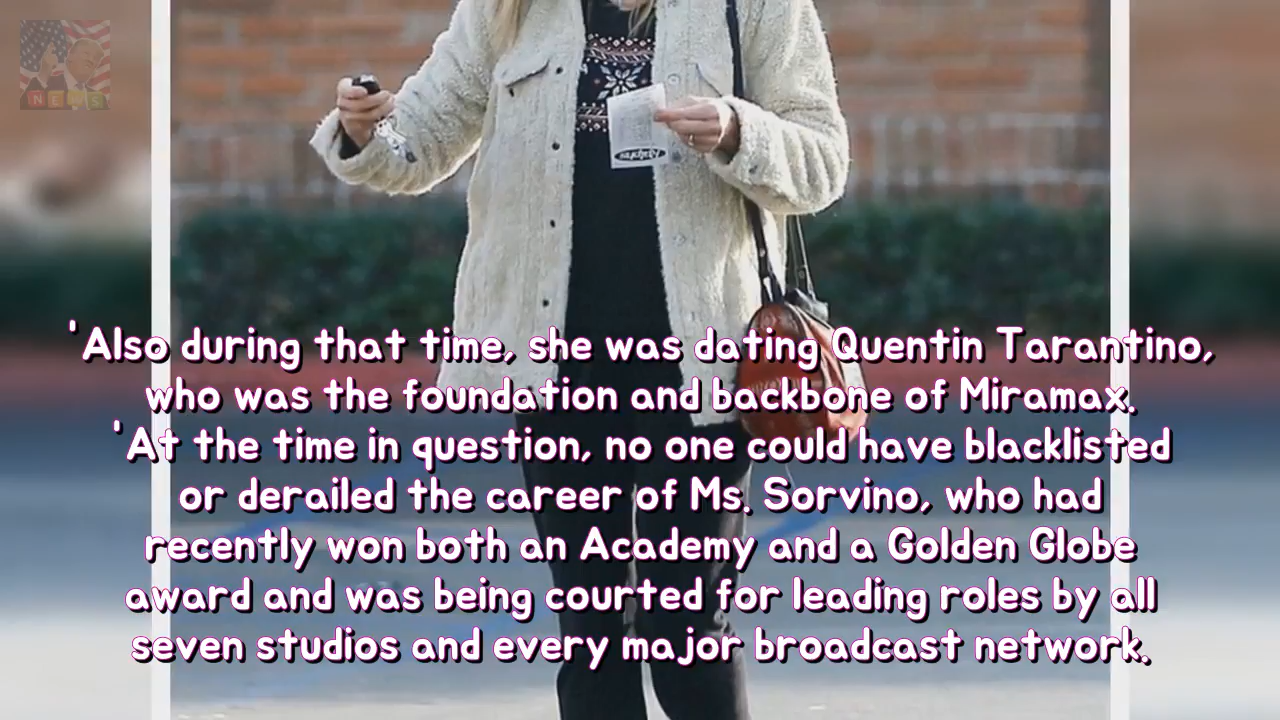 NEWS
'Also during that time, she was dating Quentin Tarantino,
who was the foundation and backbone of Miramax.
'At the time in question, no one could have blacklisted
or derailed the career of Ms. Sorvino, who had
recently won both an Academy and a Golden Globe
award and was being courted for leading roles by all
seven studios and every major broadcast network.